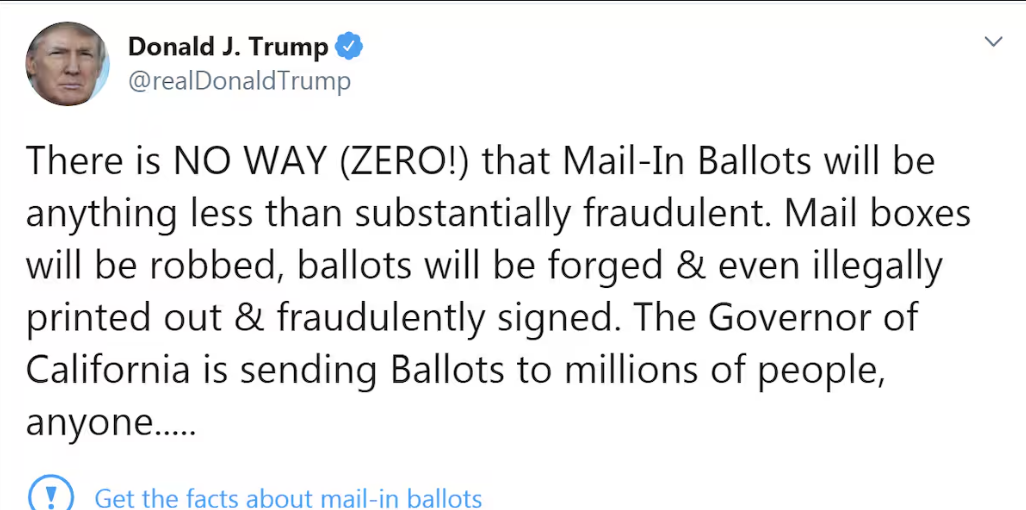 Donald J. Trump
@realDonaldTrump
There is NO WAY (ZERO!) that Mail-In Ballots will be
anything less than substantially fraudulent. Mail boxes
will be robbed, ballots will be forged & even illegally
printed out & fraudulently signed. The Governor of
California is sending Ballots to millions of people,
anyone.....
Get the facts about mail-in ballots